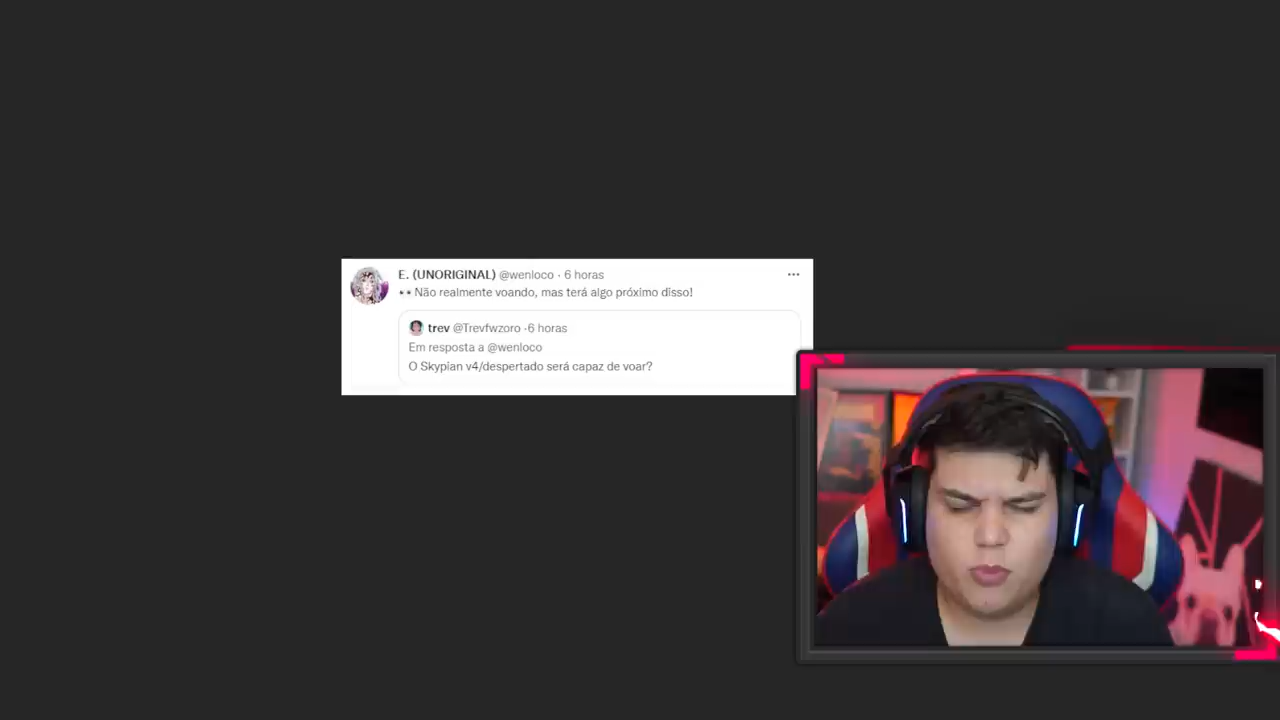 E. (UNORIGINAL) @wenloco · 6 horas
👀 Não realmente voando, mas terá algo próximo disso!
trev @Trevfwzoro · 6 horas
Em resposta a @wenloco
O Skypian v4/despertado será capaz de voar?